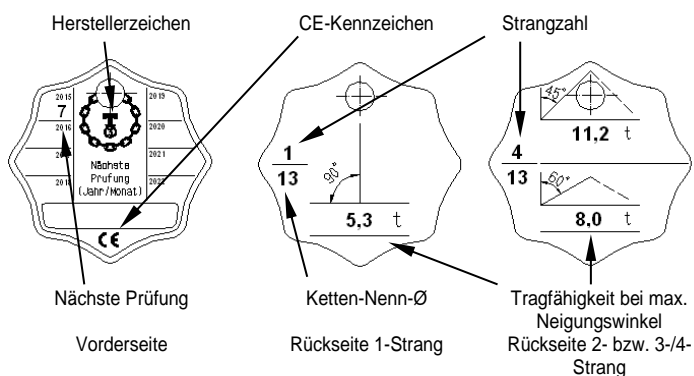 Herstellerzeichen
CE-Kennzeichen
Strangzahl
2015
7
2016
2019
2020
2021
Nächste
Prüfung
(Jahr/Monat)
CE
1
13
90°
5,3 t
45°
11,2 t
4
13
60°
8,0 t
Nächste Prüfung
Ketten-Nenn-Ø
Tragfähigkeit bei max.
Neigungswinkel
Vorderseite
Rückseite 1-Strang
Rückseite 2- bzw. 3-/4-
Strang